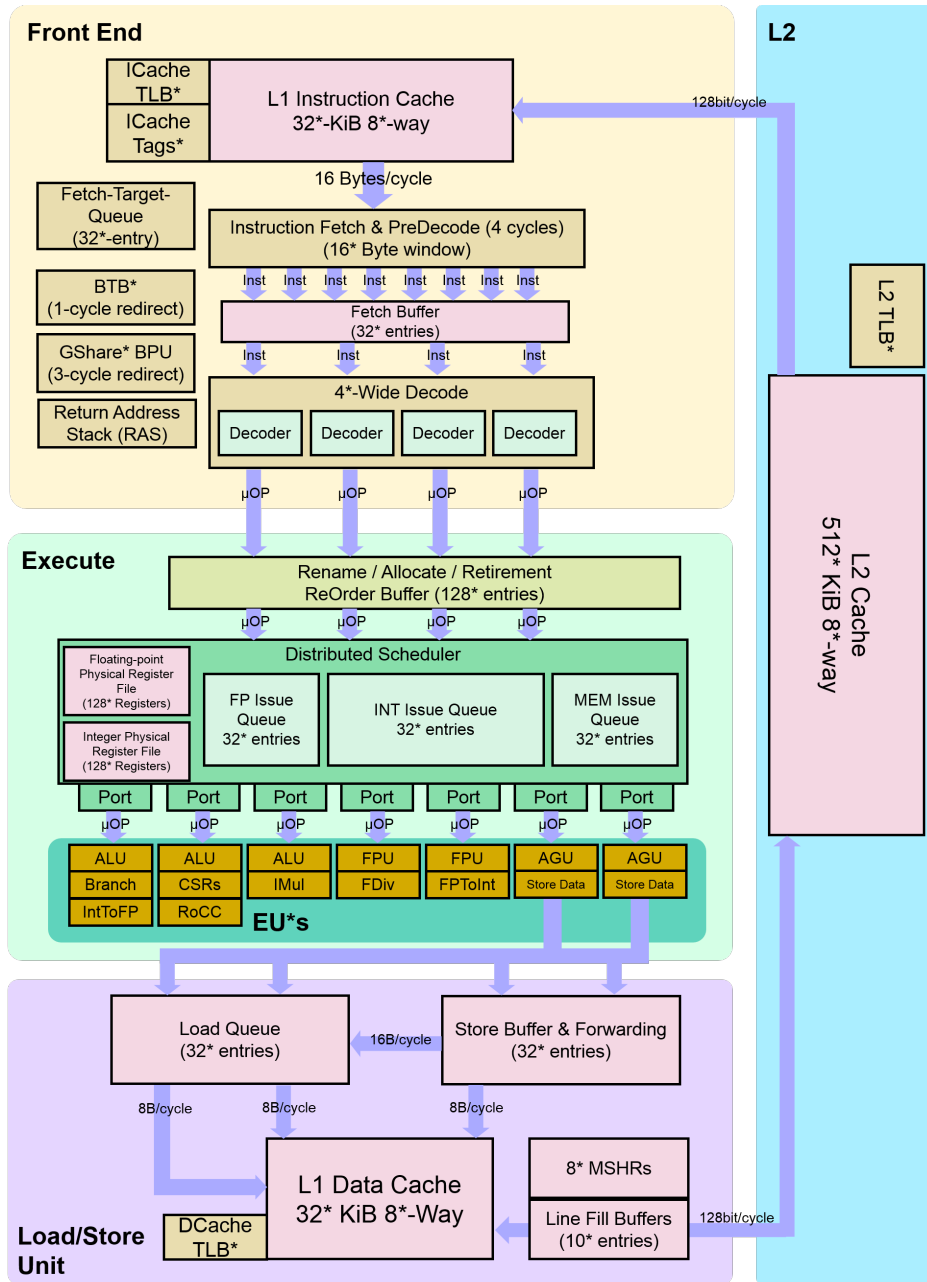 Front End
L2
ICache
TLB*
ICache
Tags*
L1 Instruction Cache
32*-KiB 8*-way
128bit/cycle
16 Bytes/cycle
Fetch-Target-
Queue
(32*-entry)
Instruction Fetch & PreDecode (4 cycles)
(16* Byte window)
Inst Inst Inst Inst Inst Inst Inst Inst
BTB*
(1-cycle redirect)
Fetch Buffer
(32* entries)
L2 TLB*
GShare* BPU
(3-cycle redirect)
Inst Inst Inst Inst
Return Address
Stack (RAS)
4*-Wide Decode
Decoder Decoder Decoder Decoder
µOP µOP µOP µOP
L2 Cache
512* KiB 8*-way
Execute
Rename / Allocate / Retirement
ReOrder Buffer (128* entries)
µOP µOP µOP µOP
Distributed Scheduler
Floating-point
Physical Register
File
(128* Registers)
Integer Physical
Register File
(128* Registers)
FP Issue
Queue
32* entries
INT Issue Queue
32* entries
MEM Issue
Queue
32* entries
Port Port Port Port Port Port Port
µOP µOP µOP µOP µOP µOP µOP
ALU ALU ALU FPU FPU AGU AGU
Branch CSRs IMul FDiv FPToInt Store Data Store Data
IntToFP RoCC
EU*s
Load Queue
(32* entries)
16B/cycle
Store Buffer & Forwarding
(32* entries)
8B/cycle 8B/cycle 8B/cycle
L1 Data Cache
32* KiB 8*-Way
8* MSHRs
Line Fill Buffers
(10* entries)
128bit/cycle
DCache
TLB*
Load/Store
Unit